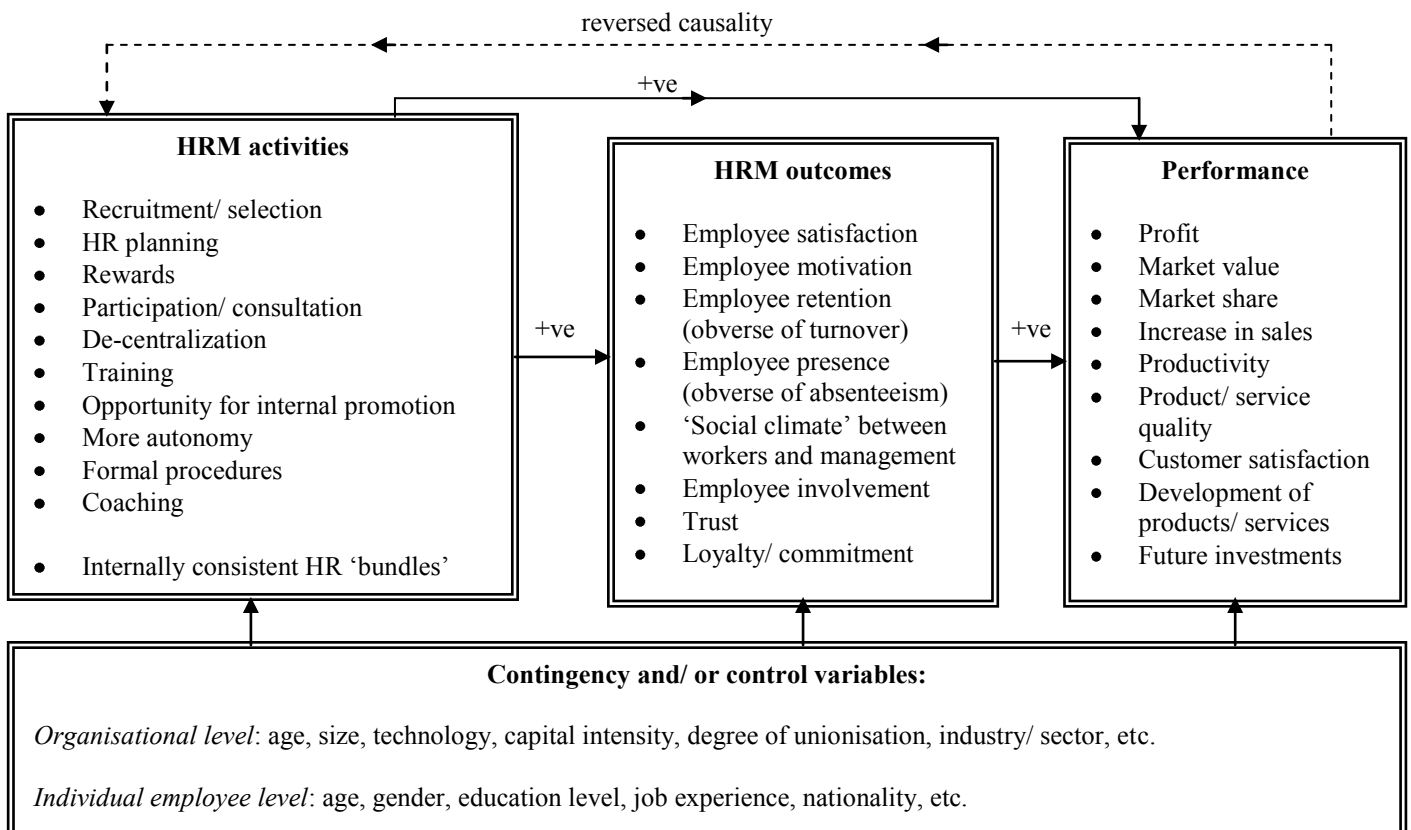 reversed causality
+ve
HRM activities
• Recruitment/ selection
• HR planning
• Rewards
• Participation/ consultation
• De-centralization
• Training
• Opportunity for internal promotion
• More autonomy
• Formal procedures
• Coaching
• Internally consistent HR ‘bundles’
+ve
HRM outcomes
• Employee satisfaction
• Employee motivation
• Employee retention
(obverse of turnover)
• Employee presence
(obverse of absenteeism)
• ‘Social climate’ between
workers and management
• Employee involvement
• Trust
• Loyalty/ commitment
+ve
Performance
• Profit
• Market value
• Market share
• Increase in sales
• Productivity
• Product/ service
quality
• Customer satisfaction
• Development of
products/ services
• Future investments
Contingency and/ or control variables:
Organisational level: age, size, technology, capital intensity, degree of unionisation, industry/ sector, etc.
Individual employee level: age, gender, education level, job experience, nationality, etc.